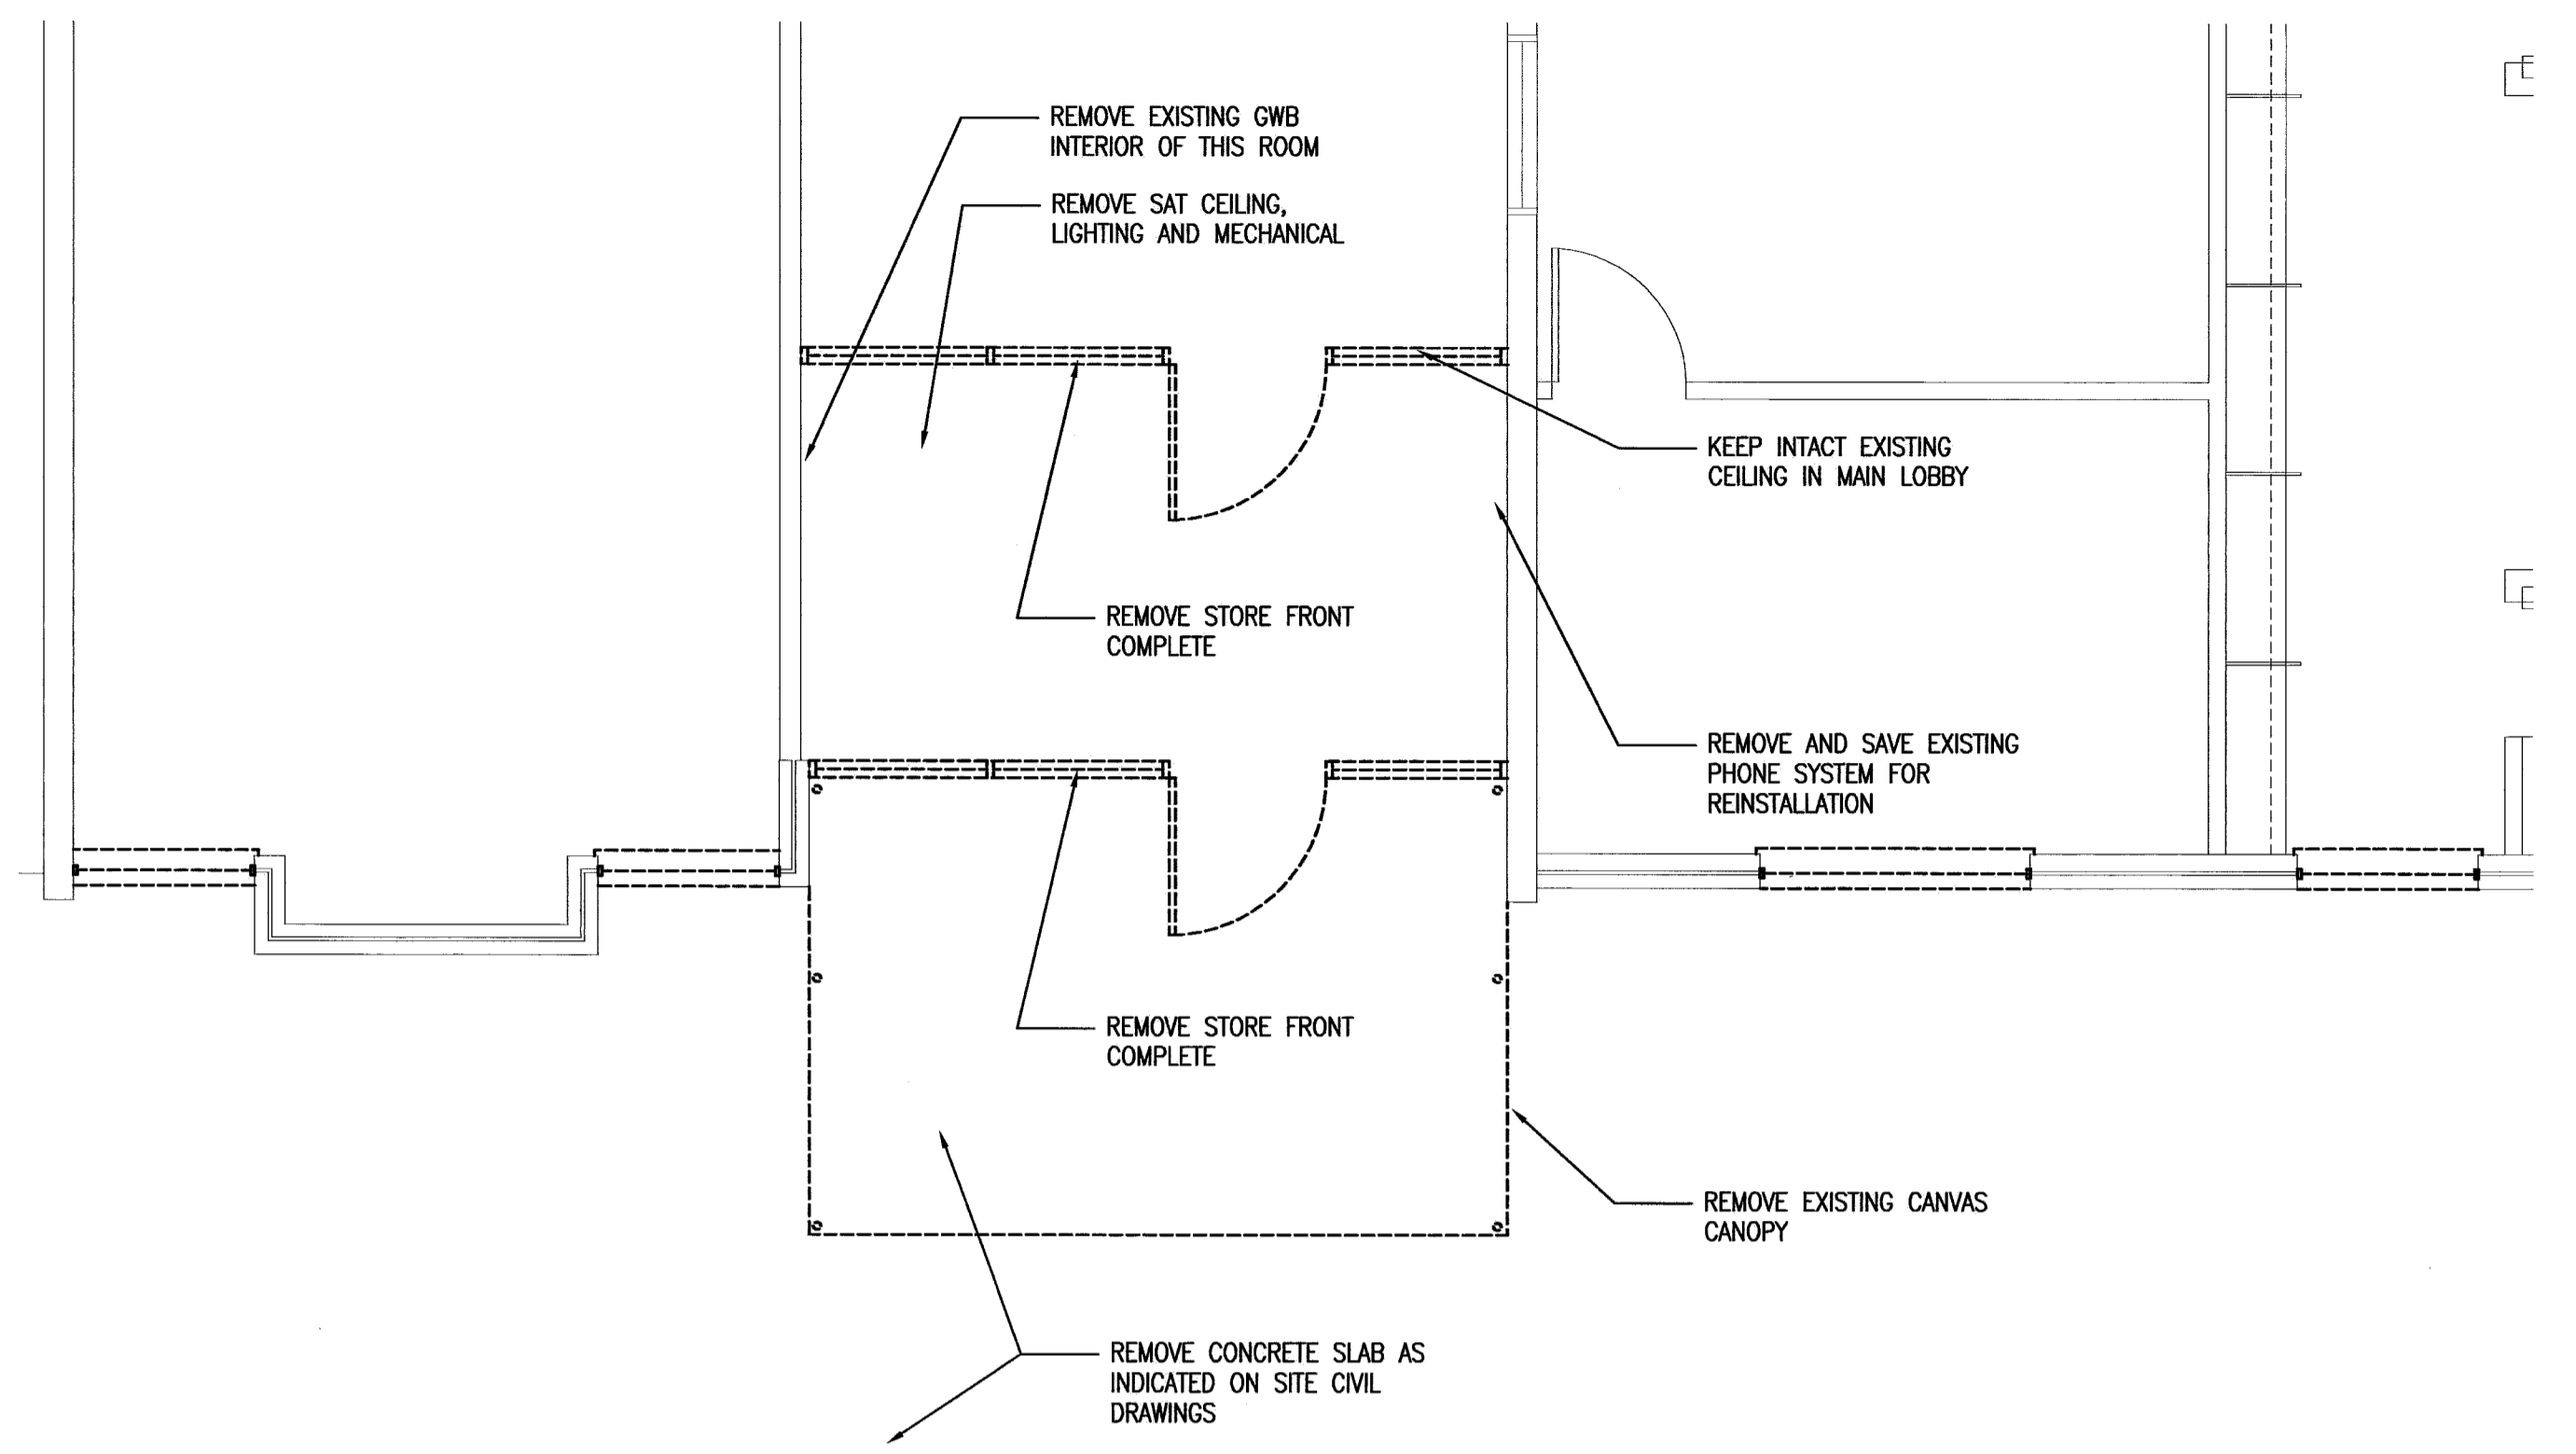 REMOVE EXISTING GWB
INTERIOR OF THIS ROOM
REMOVE SAT CEILING,
LIGHTING AND MECHANICAL
KEEP INTACT EXISTING
CEILING IN MAIN LOBBY
REMOVE STORE FRONT
COMPLETE
REMOVE AND SAVE EXISTING
PHONE SYSTEM FOR
REINSTALLATION
REMOVE STORE FRONT
COMPLETE
REMOVE EXISTING CANVAS
CANOPY
REMOVE CONCRETE SLAB AS
INDICATED ON SITE CIVIL
DRAWINGS